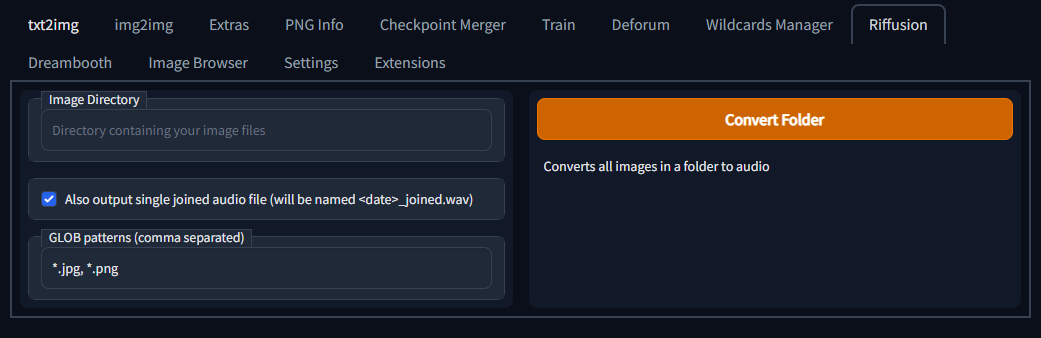 txt2img img2img Extras PNG Info Checkpoint Merger Train Deforum Wildcards Manager Riffusion
Dreambooth Image Browser Settings Extensions
Image Directory
Directory containing your image files
Also output single joined audio file (will be named <date>_joined.wav)
GLOB patterns (comma separated)
*.jpg, *.png
Convert Folder
Converts all images in a folder to audio